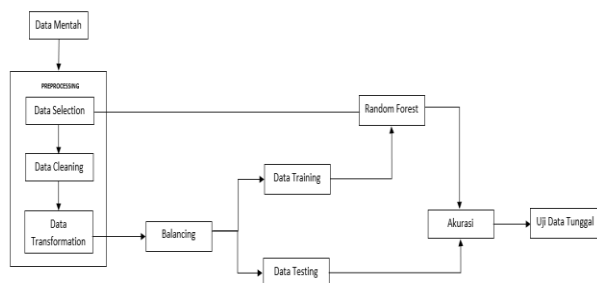 Data Mentah
PREPROCESSING
Data Selection
Random Forest
Data Cleaning
Data Training
Data
Transformation
Balancing
Akurasi
Uji Data Tunggal
Data Testing